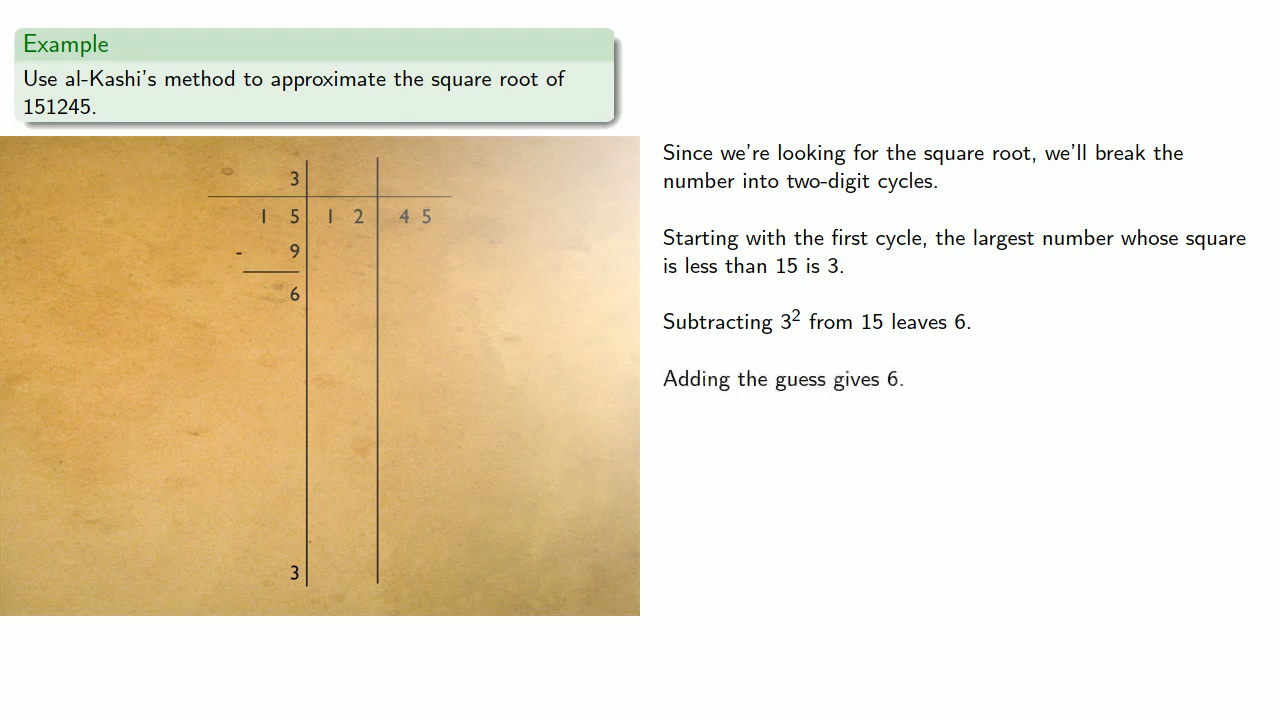 Example
Use al-Kashi's method to approximate the square root of
151245.
3
1 5 1 2 4 5
- 9
6
3
Since we're looking for the square root, we'll break the
number into two-digit cycles.
Starting with the first cycle, the largest number whose square
is less than 15 is 3.
Subtracting 3² from 15 leaves 6.
Adding the guess gives 6.